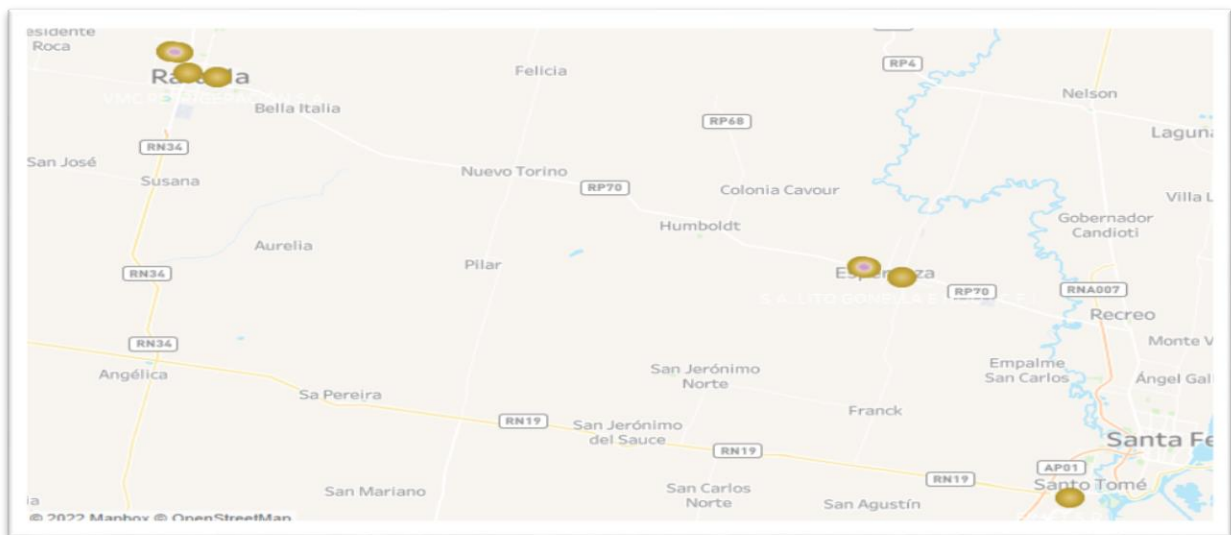 esidente
Roca
RP4
Felicia
Nelson
Rafaela
Bella Italia
RP68
Laguna
RN34
San José
Susana
Nuevo Torino
RP70
Colonia Cavour
Villa L
Humboldt
Gobernador
Candioti
Aurelia
Pilar
RN34
Esperanza
RP70
RNA007
Recreo
RN34
Monte V
Angélica
San Jerónimo
Norte
Empalme
San Carlos
Ángel Gal
Sa Pereira
Franck
RN19
San Jerónimo
del Sauce
Santa Fe
RN19
AP01
RN19
Santo Tomé
San Mariano
San Carlos
Norte
San Agustín
ia
© 2022 Mapbox © OpenStreetMap